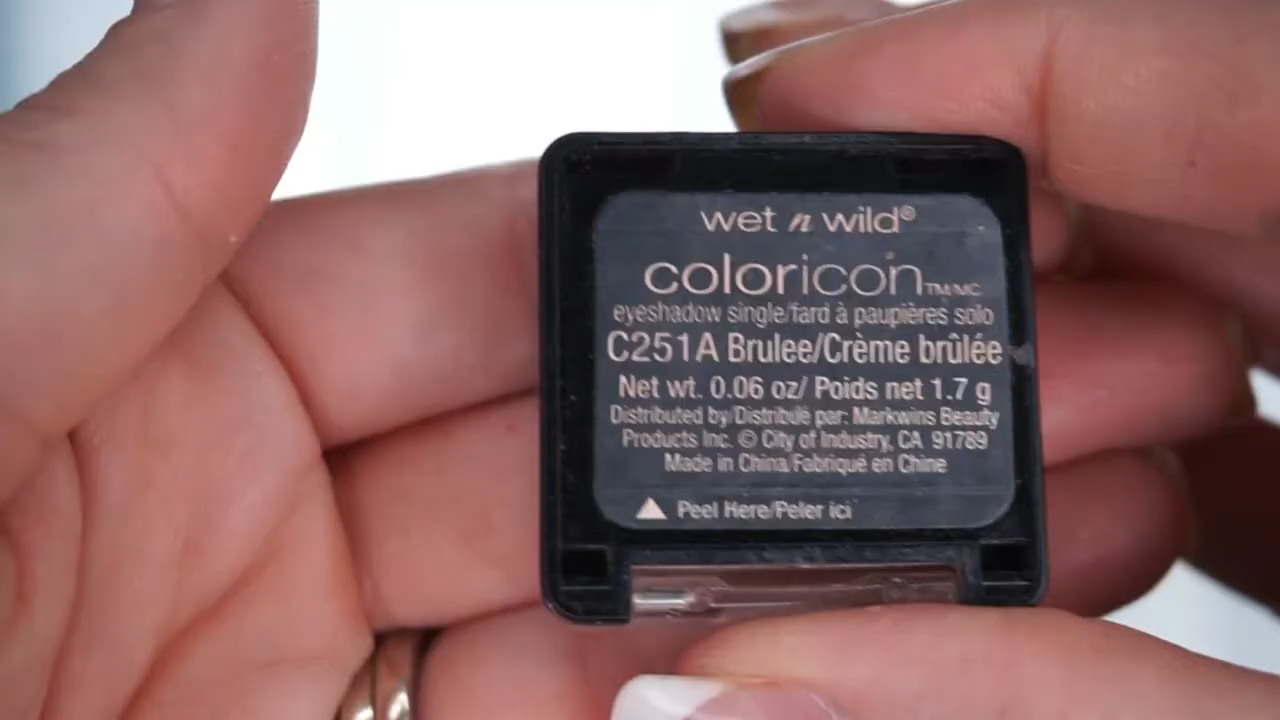 wet n wild®
coloricon TM MC
eyeshadow single/fard à paupières solo
C251A Brulee/Crème brûlée
Net wt. 0.06 oz/ Poids net 1.7 g
Distributed by/Distribué par: Markwins Beauty
Products Inc. © City of Industry, CA 91789
Made in China/Fabriqué en Chine
Peel Here/Peler ici